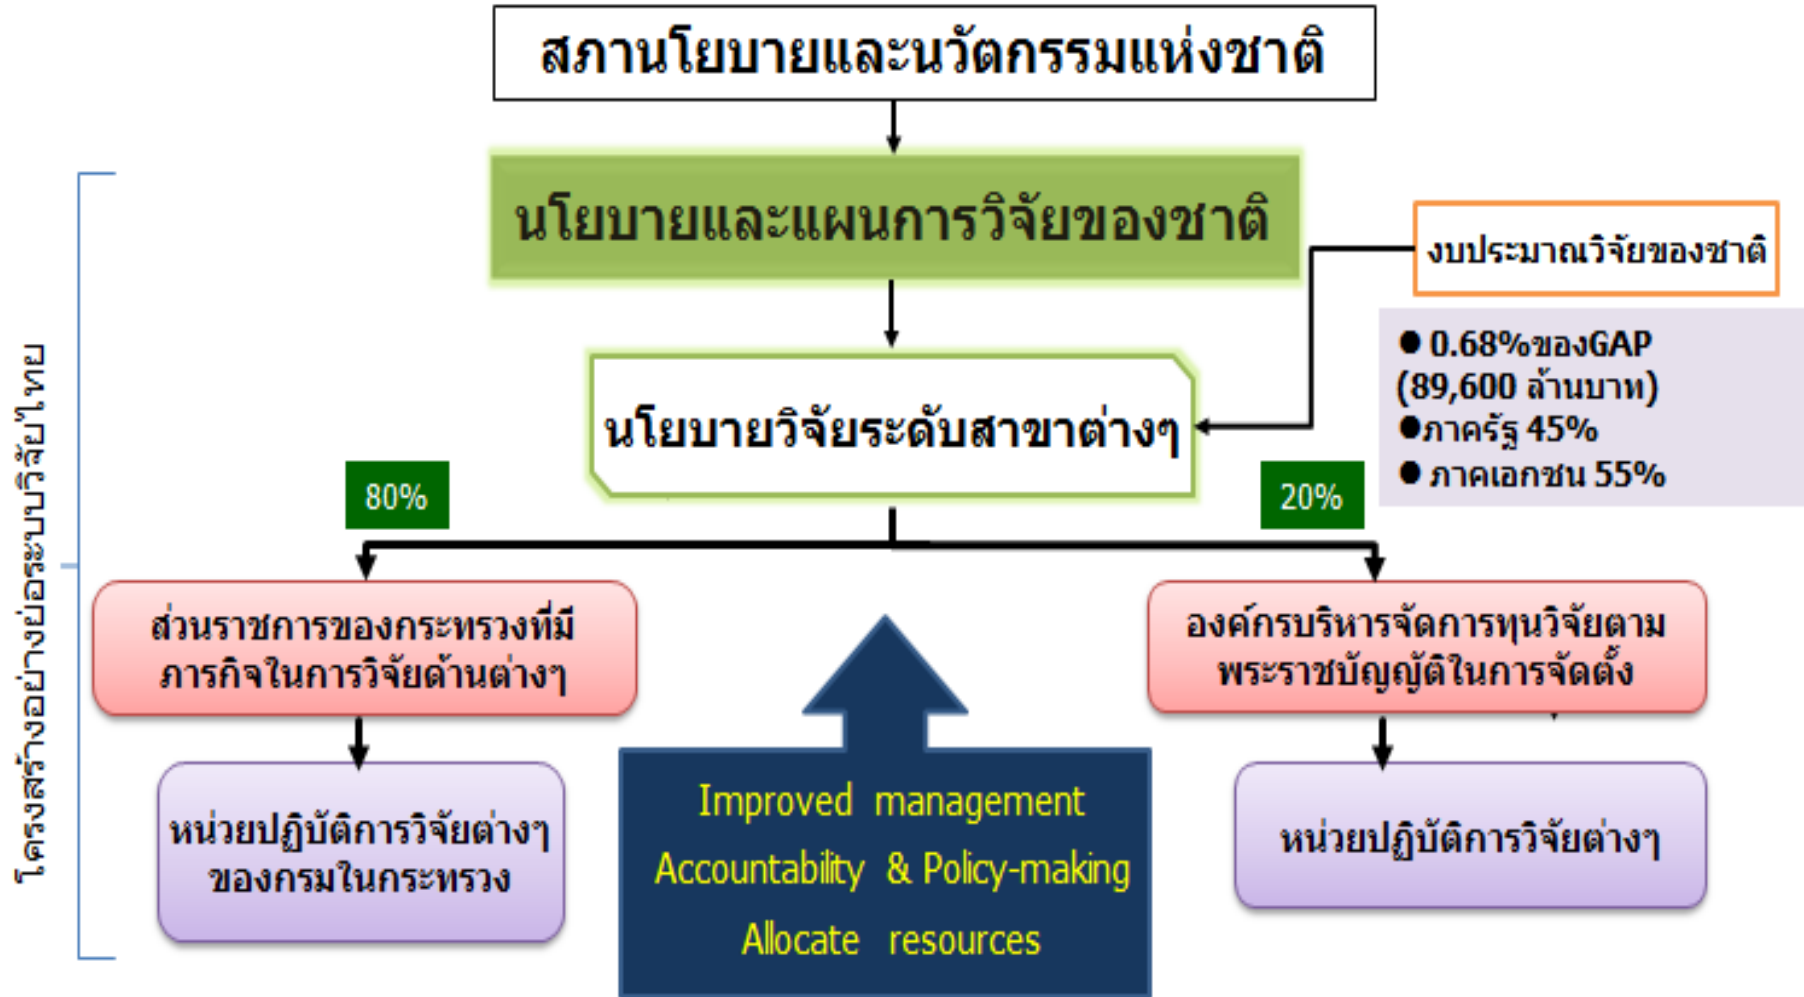 สภานโยบายและนวัตกรรมแห่งชาติ
นโยบายและแผนการวิจัยของชาติ
งบประมาณวิจัยของชาติ
● 0.68%ของGAP
(89,600 ล้านบาท)
●ภาครัฐ 45%
● ภาคเอกชน 55%
นโยบายวิจัยระดับสาขาต่างๆ
80%
20%
โครงสร้างอย่างย่อระบบวิจัยไทย
ส่วนราชการของกระทรวงที่มี
ภารกิจในการวิจัยด้านต่างๆ
องค์กรบริหารจัดการทุนวิจัยตาม
พระราชบัญญัติในการจัดตั้ง
หน่วยปฏิบัติการวิจัยต่างๆ
ของกรมในกระทรวง
Improved management
Accountability & Policy-making
Allocate resources
หน่วยปฏิบัติการวิจัยต่างๆ